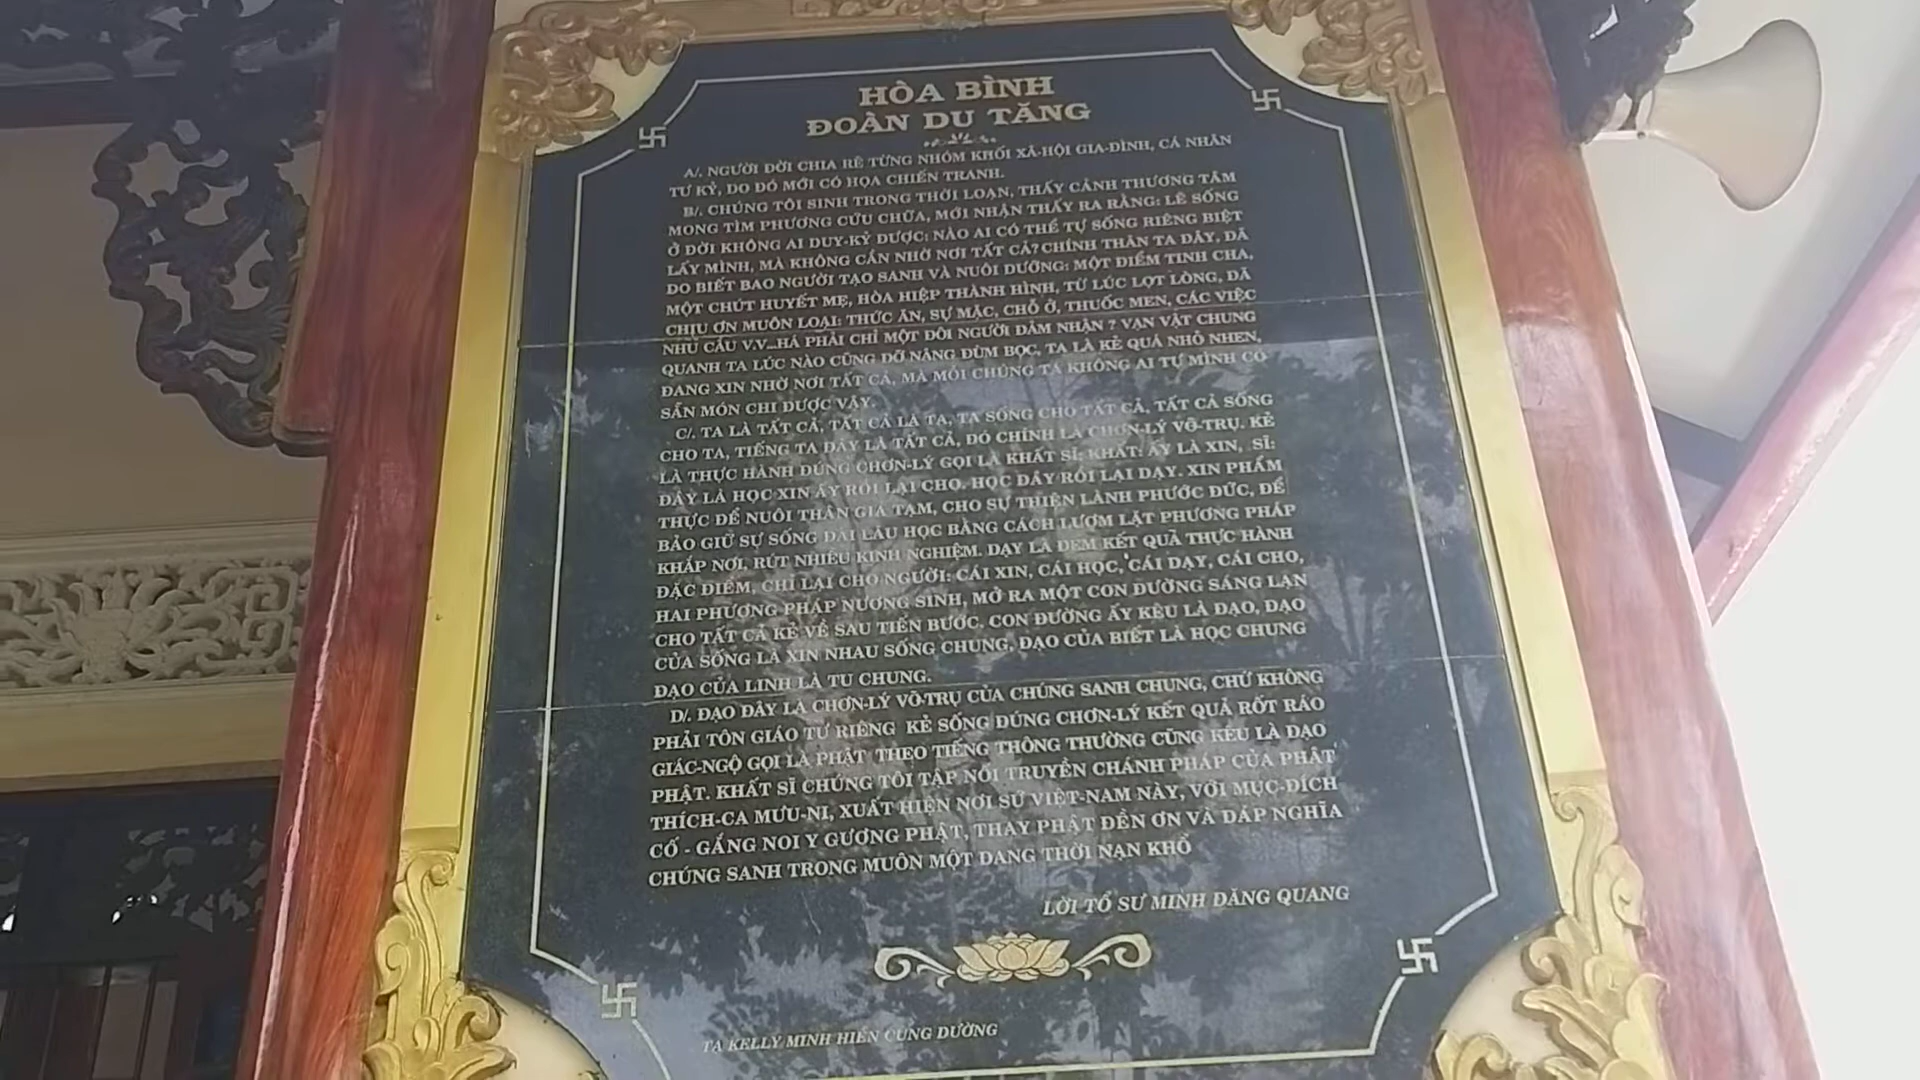 HÒA BÌNH
ĐOÀN DU TĂNG
A/. NGƯỜI ĐỜI CHIA RẼ TỪNG NHÓM KHỐI XÃ-HỘI GIA-ĐÌNH, CÁ NHÂN
TƯ KỶ, DO ĐÓ MỚI CÓ HỌA CHIẾN TRANH.
B/. CHÚNG TÔI SINH TRONG THỜI LOẠN, THẤY CẢNH THƯƠNG TÂM
MONG TÌM PHƯƠNG CỨU CHỮA, MỚI NHẬN THẤY RA RẰNG: LẼ SỐNG
Ở ĐỜI KHÔNG AI DUY-KỶ ĐƯỢC; NÀO AI CÓ THỂ TỰ SỐNG RIÊNG BIỆT
LẤY MÌNH, MÀ KHÔNG CẦN NHỜ NƠI TẤT CẢ? CHÍNH THÂN TA ĐÂY, ĐÃ
DO BIẾT BAO NGƯỜI TẠO SANH VÀ NUÔI DƯỠNG: MỘT ĐIỂM TINH CHA,
MỘT CHÚT HUYẾT MẸ, HÒA HIỆP THÀNH HÌNH, TỪ LÚC LỌT LÒNG, ĐÃ
CHỊU ƠN MUÔN LOẠI: THỨC ĂN, SỰ MẶC, CHỖ Ở, THUỐC MEN, CÁC VIỆC
NHU CẦU V.V...HÁ PHẢI CHỈ MỘT ĐÔI NGƯỜI ĐẢM NHẬN ? VẠN VẬT CHUNG
QUANH TA LÚC NÀO CŨNG ĐỠ NÂNG ĐÙM BỌC, TA LÀ KẺ QUÁ NHỎ NHEN,
ĐANG XIN NHỜ NƠI TẤT CẢ, MÀ MỖI CHÚNG TA KHÔNG AI TỰ MÌNH CÓ
SẴN MÓN CHI ĐƯỢC VẬY.
C/. TA LÀ TẤT CẢ, TẤT CẢ LÀ TA, TA SỐNG CHO TẤT CẢ, TẤT CẢ SỐNG
CHO TA, TIẾNG TA ĐÂY LÀ TẤT CẢ, ĐÓ CHÍNH LÀ CHƠN-LÝ VÕ-TRỤ. KẺ
LÀ THỰC HÀNH ĐÚNG CHƠN-LÝ GỌI LÀ KHẤT SĨ; KHẤT: ẤY LÀ XIN, SĨ:
ĐÂY LÀ HỌC XIN ẤY RỒI LẠI CHO. HỌC ĐÂY RỒI LẠI DẠY. XIN PHẨM
THỰC ĐỂ NUÔI THÂN GIẢ TẠM, CHO SỰ THIỆN LÀNH PHƯỚC ĐỨC, ĐỂ
BẢO GIỮ SỰ SỐNG DÀI LÂU HỌC BẰNG CÁCH LƯỢM LẶT PHƯƠNG PHÁP
KHẮP NƠI, RÚT NHIỀU KINH NGHIỆM. DẠY LÀ ĐEM KẾT QUẢ THỰC HÀNH
ĐẶC ĐIỂM, CHỈ LẠI CHO NGƯỜI: CÁI XIN, CÁI HỌC, CÁI DẠY, CÁI CHO,
HAI PHƯƠNG PHÁP NƯƠNG SINH, MỞ RA MỘT CON ĐƯỜNG SÁNG LẠN
CHO TẤT CẢ KẺ VỀ SAU TIẾN BƯỚC. CON ĐƯỜNG ẤY KÊU LÀ ĐẠO, ĐẠO
CỦA SỐNG LÀ XIN NHAU SỐNG CHUNG, ĐẠO CỦA BIẾT LÀ HỌC CHUNG
ĐẠO CỦA LINH LÀ TU CHUNG.
D/. ĐẠO ĐÂY LÀ CHƠN-LÝ VÕ-TRỤ CỦA CHÚNG SANH CHUNG, CHỨ KHÔNG
PHẢI TÔN GIÁO TƯ RIÊNG KẺ SỐNG ĐÚNG CHƠN-LÝ KẾT QUẢ RỐT RÁO
GIÁC-NGỘ GỌI LÀ PHẬT THEO TIẾNG THÔNG THƯỜNG CŨNG KÊU LÀ ĐẠO
PHẬT. KHẤT SĨ CHÚNG TÔI TẬP NỐI TRUYỀN CHÁNH PHÁP CỦA PHẬT
THÍCH-CA MƯU-NI, XUẤT HIỆN NƠI SỨ VIỆT-NAM NÀY, VỚI MỤC-ĐÍCH
CỐ - GẮNG NOI Y GƯƠNG PHẬT, THAY PHẬT ĐỀN ƠN VÀ ĐÁP NGHĨA
CHÚNG SANH TRONG MUÔN MỘT ĐANG THỜI NẠN KHỔ
LỜI TỔ SƯ MINH ĐĂNG QUANG
TẠ KELLY MINH HIỀN CÚNG DƯỜNG